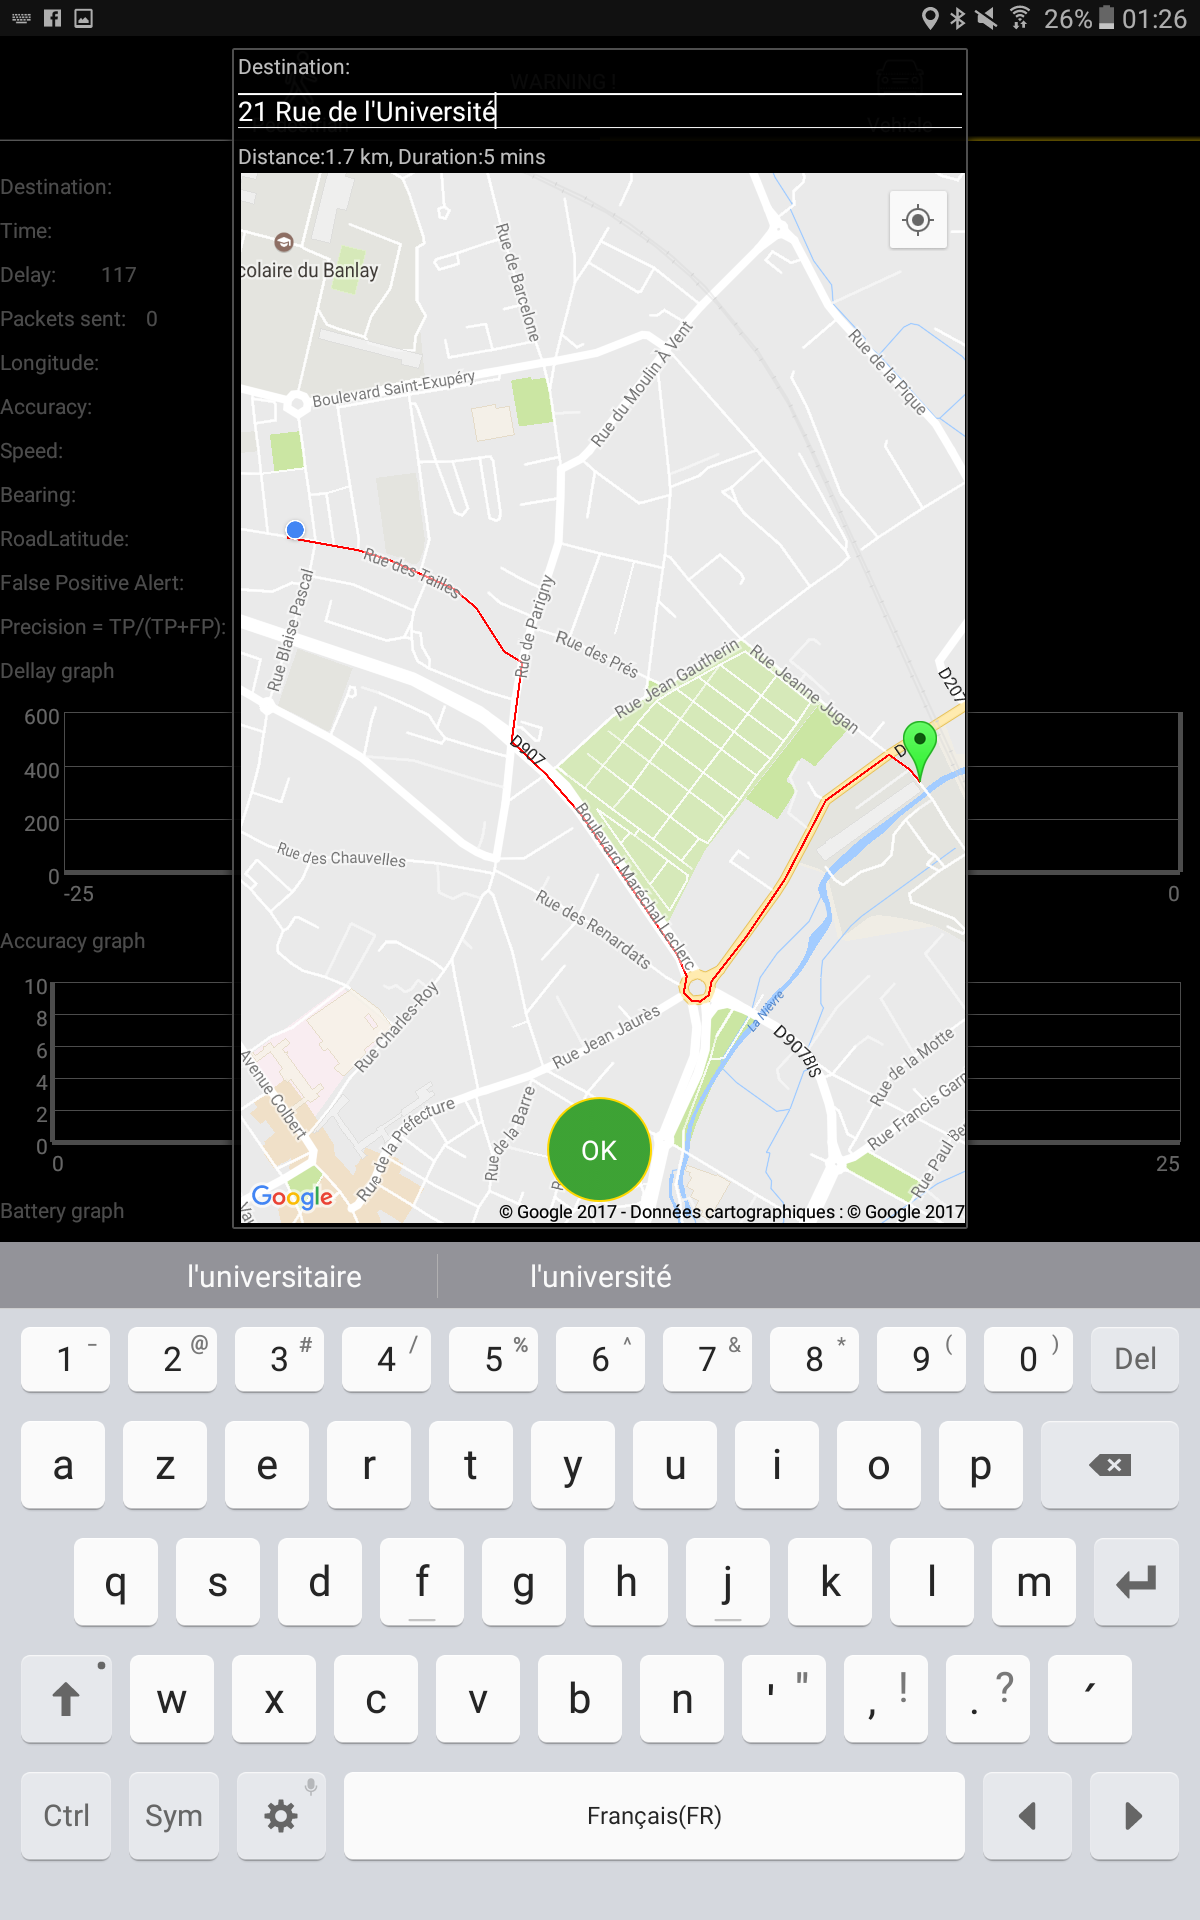 26% 01:26
Destination:
WARNING !
21 Rue de l'Université
Vehicle
Distance:1.7 km, Duration:5 mins
Destination:
Time:
Delay: 117
Packets sent: 0
Longitude:
Accuracy:
Speed:
Bearing:
RoadLatitude:
False Positive Alert:
Precision = TP/(TP+FP):
Dellay graph
600
400
200
0
-25
0
Accuracy graph
10
8
6
4
2
0
0
25
Battery graph
colaire du Banlay
Rue de Barcelone
Boulevard Saint-Exupéry
Rue du Moulin À Vent
Rue de la Pique
Rue des Tailles
Rue Blaise Pascal
Rue de Parigny
Rue des Prés
Rue Jean Gautherin
Rue Jeanne Jugan
D207
D907
D
Boulevard Maréchal Leclerc
Rue des Chauvelles
Rue des Renardats
Rue Charles-Roy
Rue Jean Jaurès
La Nièvre
D907BIS
Rue de la Motte
Avenue Colbert
Rue de la Préfecture
Rue de la Barre
Rue Francis Garn
Rue Paul Be
OK
Google
© Google 2017 - Données cartographiques : © Google 2017
l'universitaire l'université
1 - 2 @ 3 # 4 / 5 % 6 ^ 7 & 8 * 9 ( 0 ) Del
a z e r t y u i o p
q s d f g h j k l m
w x c v b n ' " , ! . ? ´
Ctrl Sym Français(FR)